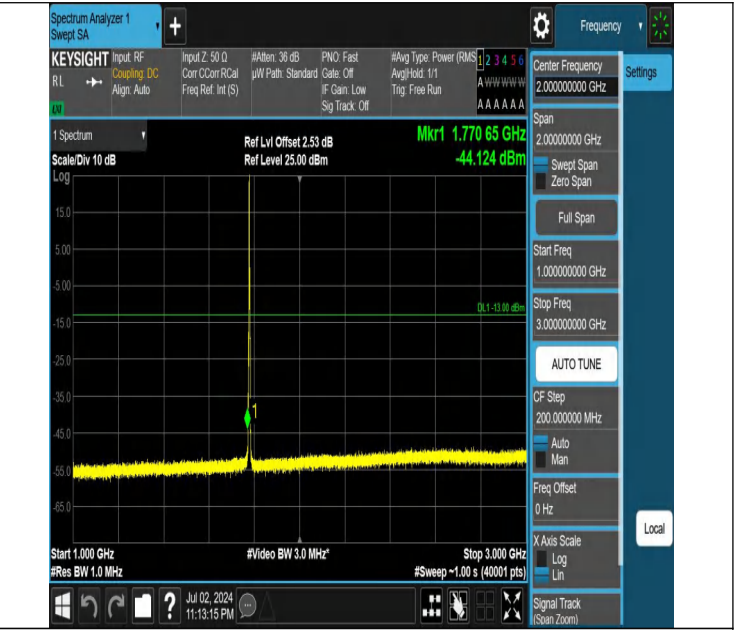 Spectrum Analyzer 1
Swept SA
Frequency
KEYSIGHT
RL
Input: RF
Coupling: DC
Align: Auto
Input Z: 50 Ω
Corr CCorr RCal
Freq Ref: Int (S)
#Atten: 36 dB
µW Path: Standard
PNO: Fast
Gate: Off
IF Gain: Low
Sig Track: Off
#Avg Type: Power (RMS
Avg|Hold: 1/1
Trig: Free Run
1 2 3 4 5 6
A W W W W W
A A A A A A
1 Spectrum
Scale/Div 10 dB
Log
Ref Lvl Offset 2.53 dB
Ref Level 25.00 dBm
Mkr1 1.770 65 GHz
-44.124 dBm
15.0
5.00
-5.00
-15.0
-25.0
-35.0
-45.0
-55.0
-65.0
DL1 -13.00 dBm
1
Start 1.000 GHz
#Res BW 1.0 MHz
#Video BW 3.0 MHz*
Stop 3.000 GHz
#Sweep ~1.00 s (40001 pts)
Jul 02, 2024
11:13:15 PM
Center Frequency
2.000000000 GHz
Settings
Span
2.00000000 GHz
Swept Span
Zero Span
Full Span
Start Freq
1.000000000 GHz
Stop Freq
3.000000000 GHz
AUTO TUNE
CF Step
200.000000 MHz
Auto
Man
Freq Offset
0 Hz
X Axis Scale
Log
Lin
Local
Signal Track
(Span Zoom)